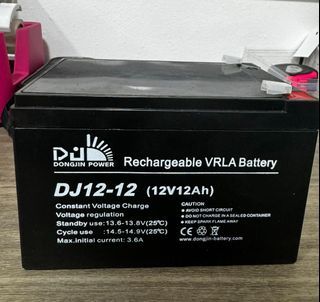 DJ
DONGJIN POWER
Rechargeable VRLA Battery
DJ12-12 (12V12Ah)
Constant Voltage Charge
Voltage regulation
Standby use:13.6-13.8V(25℃)
Cycle use:14.5-14.9V(25℃)
Max.initial current: 3.6A
CAUTION:
AVOID SHORT CIRCUIT
DO NOT CHARGE IN A SEALED CONTAINER
KEEP SPARK FLAME AWAY
www.dongjin-battery.com